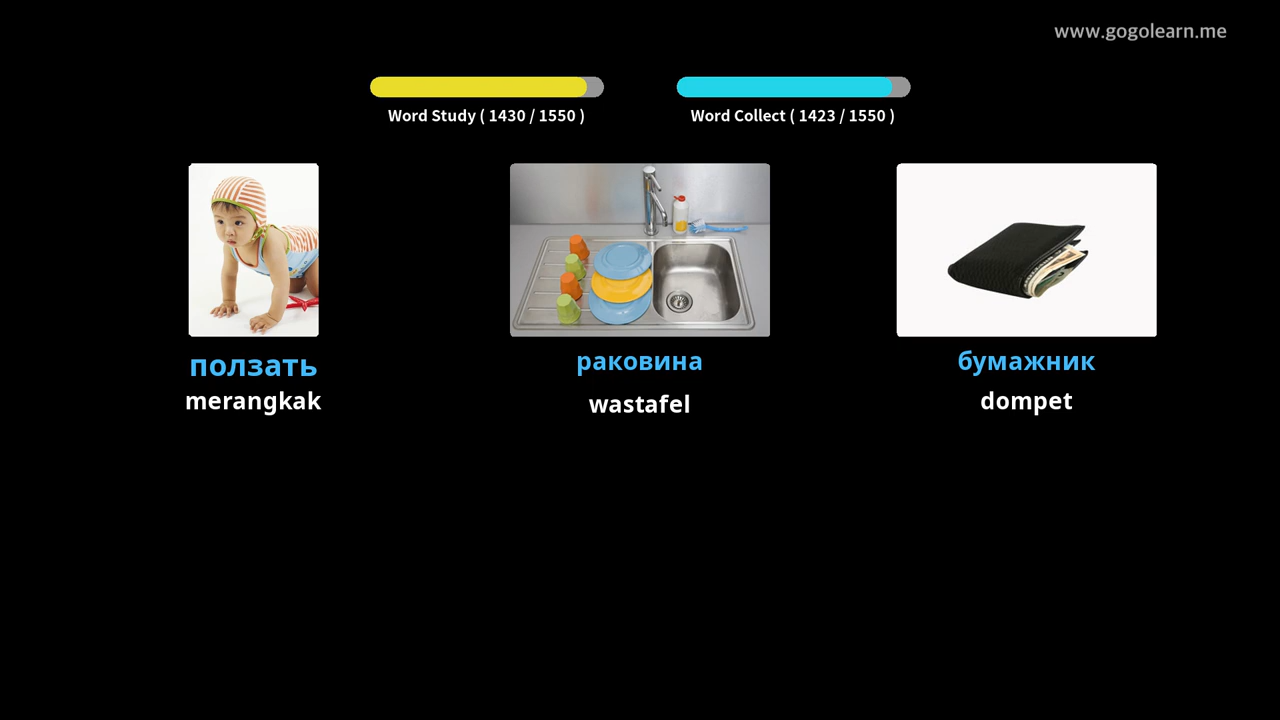 www.gogolearn.me
Word Study ( 1430 / 1550 )
Word Collect ( 1423 / 1550 )
ползать
merangkak
раковина
wastafel
бумажник
dompet